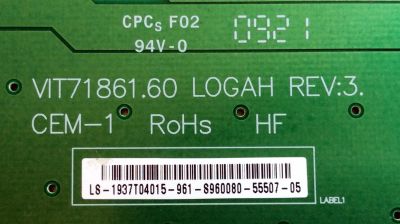 CPCs F02 0921
94V-0
VIT71861.60 LOGAH REV:3.
CEM-1 RoHs HF
LS-1937T04015-961-S960080-55507-05
LABEL1